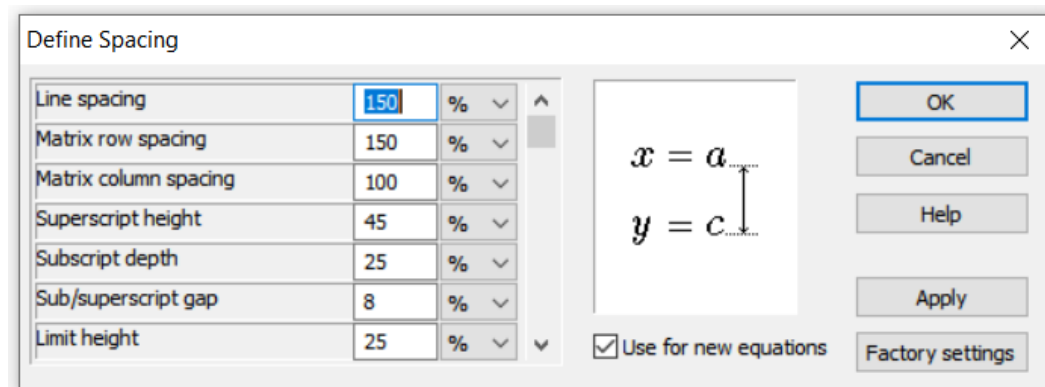 Define Spacing
Line spacing 150 %
Matrix row spacing 150 %
Matrix column spacing 100 %
Superscript height 45 %
Subscript depth 25 %
Sub/superscript gap 8 %
Limit height 25 %
x = a
y = c
Use for new equations
OK
Cancel
Help
Apply
Factory settings